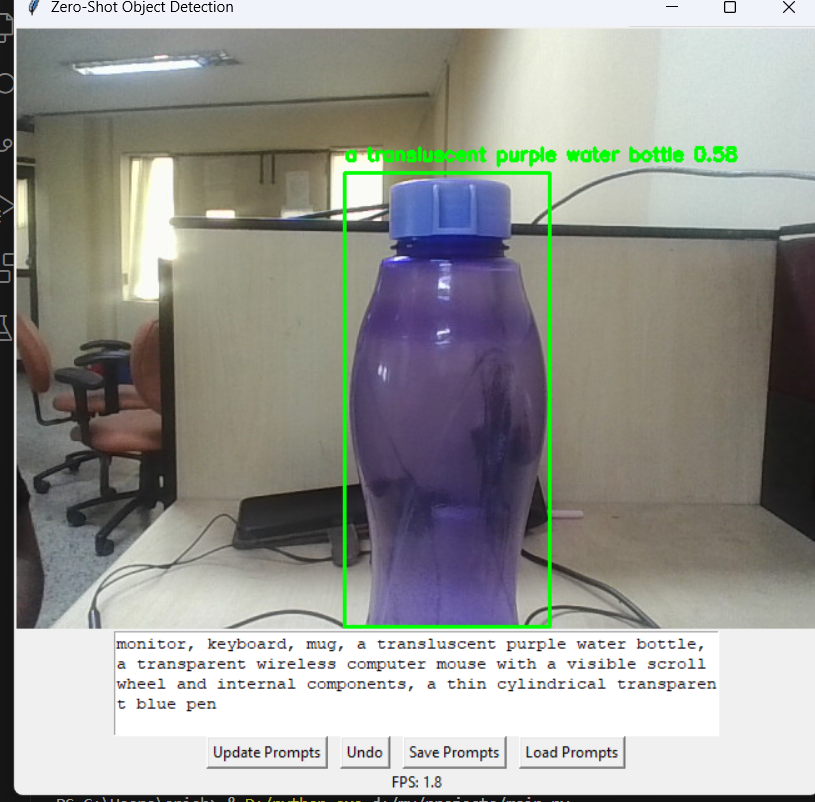 Zero-Shot Object Detection
a transluscent purple water bottle 0.58
monitor, keyboard, mug, a transluscent purple water bottle,
a transparent wireless computer mouse with a visible scroll
wheel and internal components, a thin cylindrical transparen
t blue pen
Update Prompts Undo Save Prompts Load Prompts
FPS: 1.8